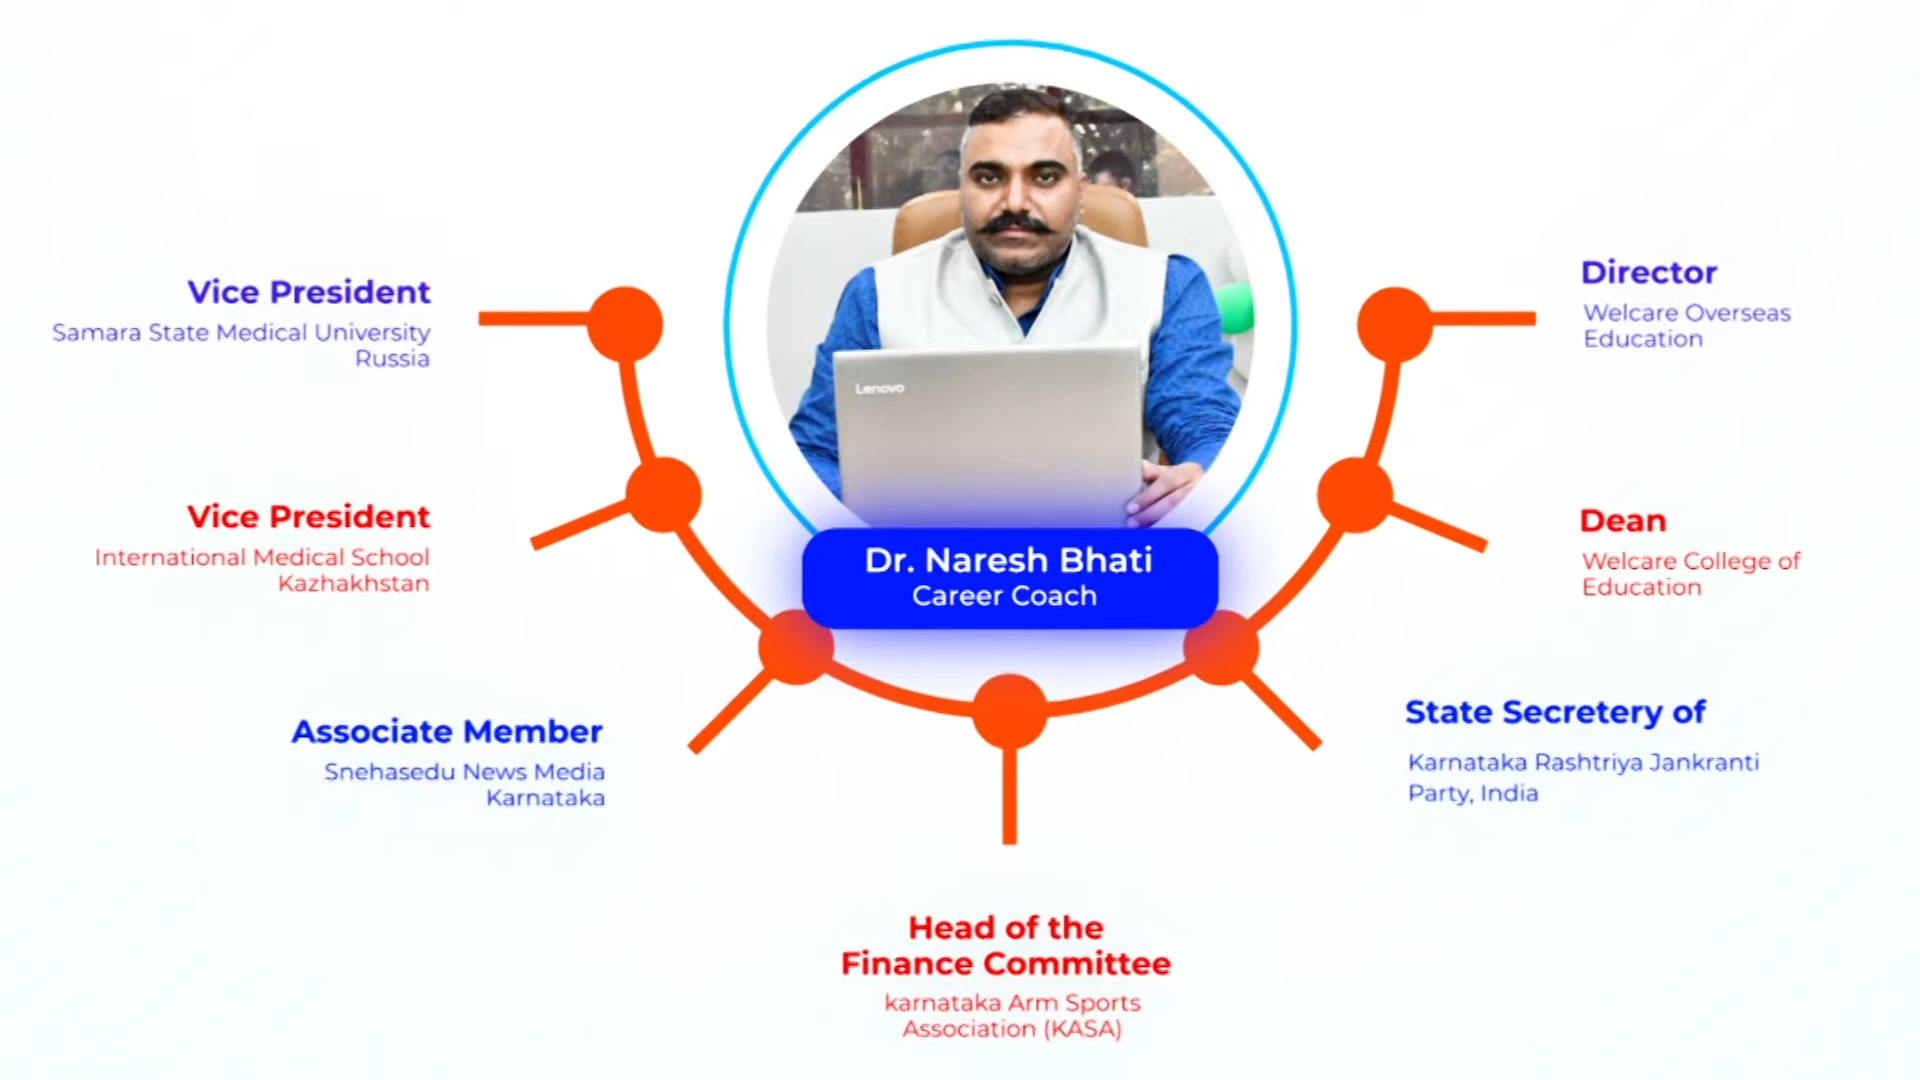 Lenovo
Dr. Naresh Bhati
Career Coach
Vice President
Samara State Medical University
Russia
Vice President
International Medical School
Kazhakhstan
Associate Member
Snehasedu News Media
Karnataka
Head of the
Finance Committee
karnataka Arm Sports
Association (KASA)
State Secretery of
Karnataka Rashtriya Jankranti
Party, India
Dean
Welcare College of
Education
Director
Welcare Overseas
Education